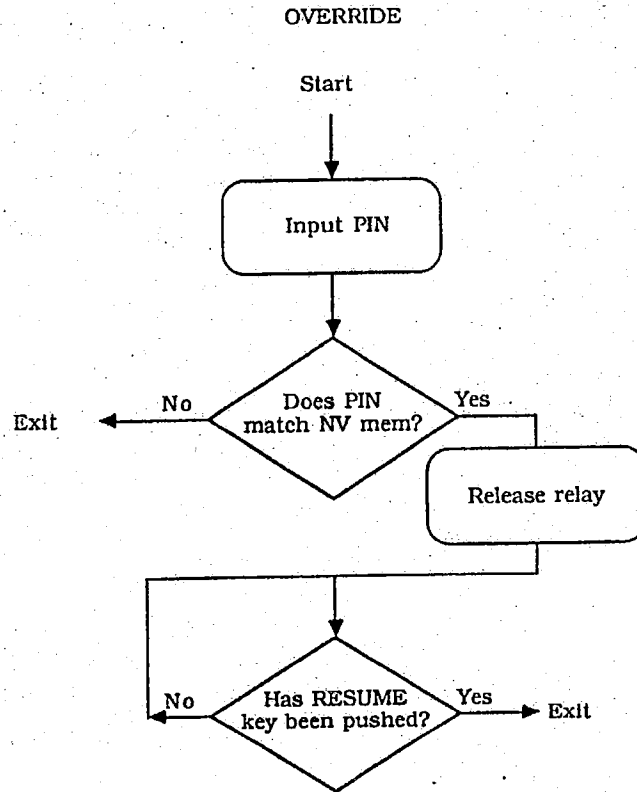 OVERRIDE
Start
Input PIN
Does PIN
match NV mem?
No
Yes
Exit
Release relay
Has RESUME
key been pushed?
No
Yes
Exit